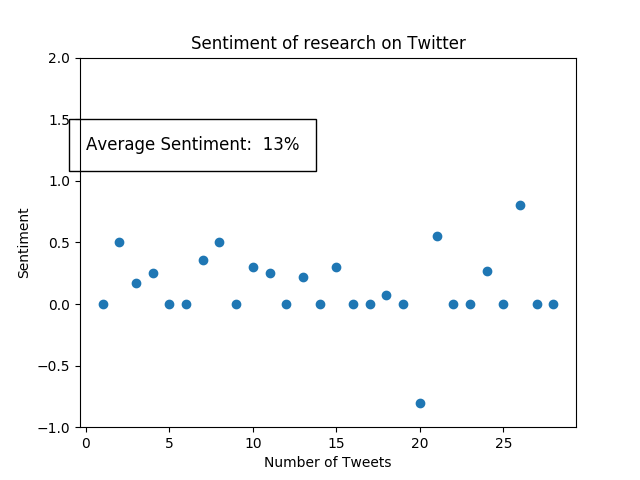 Sentiment of research on Twitter
2.0
1.5
Average Sentiment:  13%
1.0
Sentiment
0.5
0.0
−0.5
−1.0
0 5 10 15 20 25
Number of Tweets